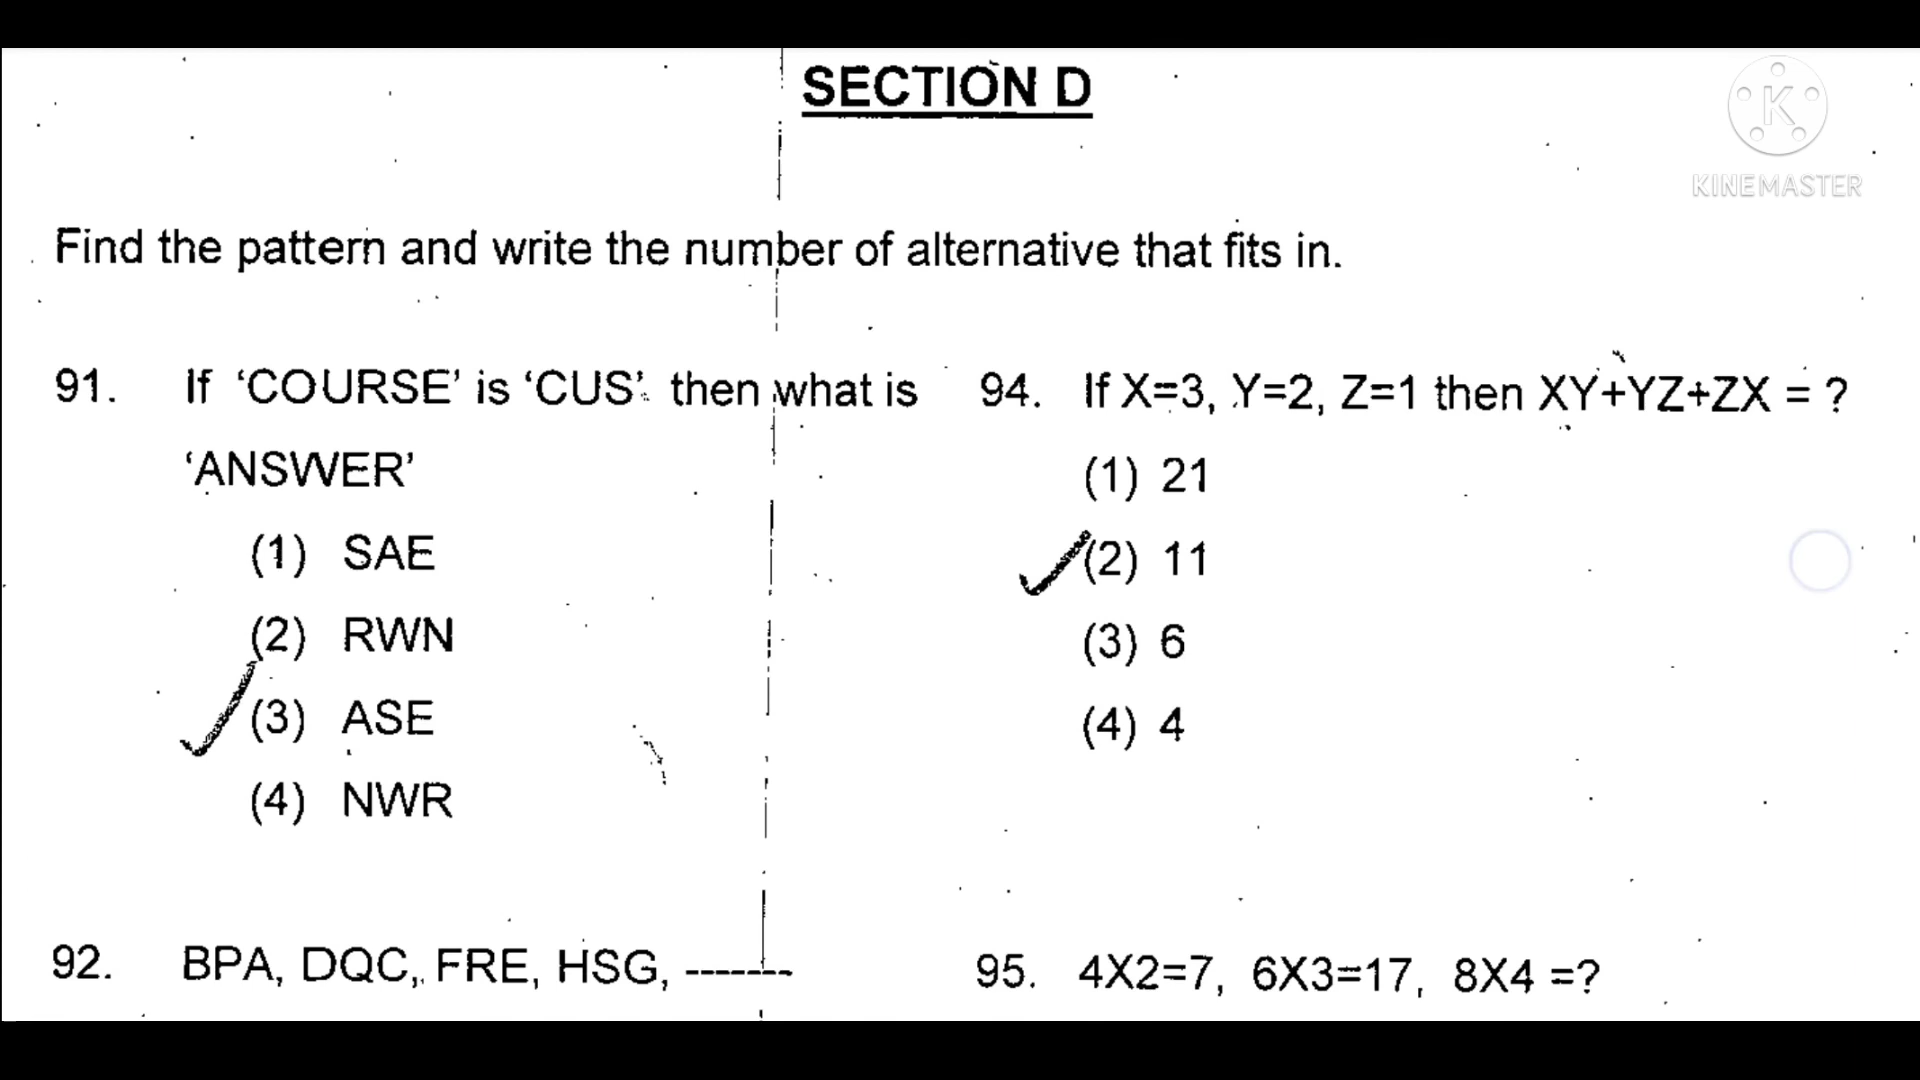 SECTION D
K
KINEMASTER
Find the pattern and write the number of alternative that fits in.
91. If ‘COURSE’ is ‘CUS’ then what is
‘ANSWER’
(1) SAE
(2) RWN
(3) ASE
(4) NWR
92. BPA, DQC, FRE, HSG, -------
94. If X=3, Y=2, Z=1 then XY+YZ+ZX = ?
(1) 21
(2) 11
(3) 6
(4) 4
95. 4X2=7, 6X3=17, 8X4 =?